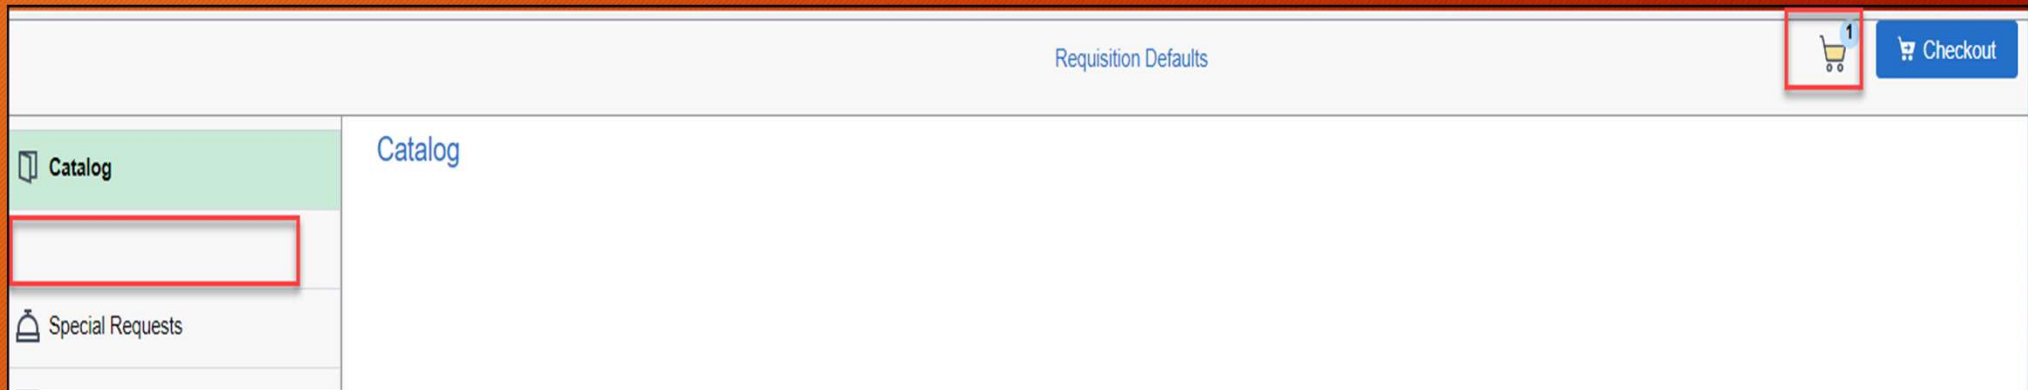 Requisition Defaults
1
Checkout
Catalog
Catalog
Special Requests